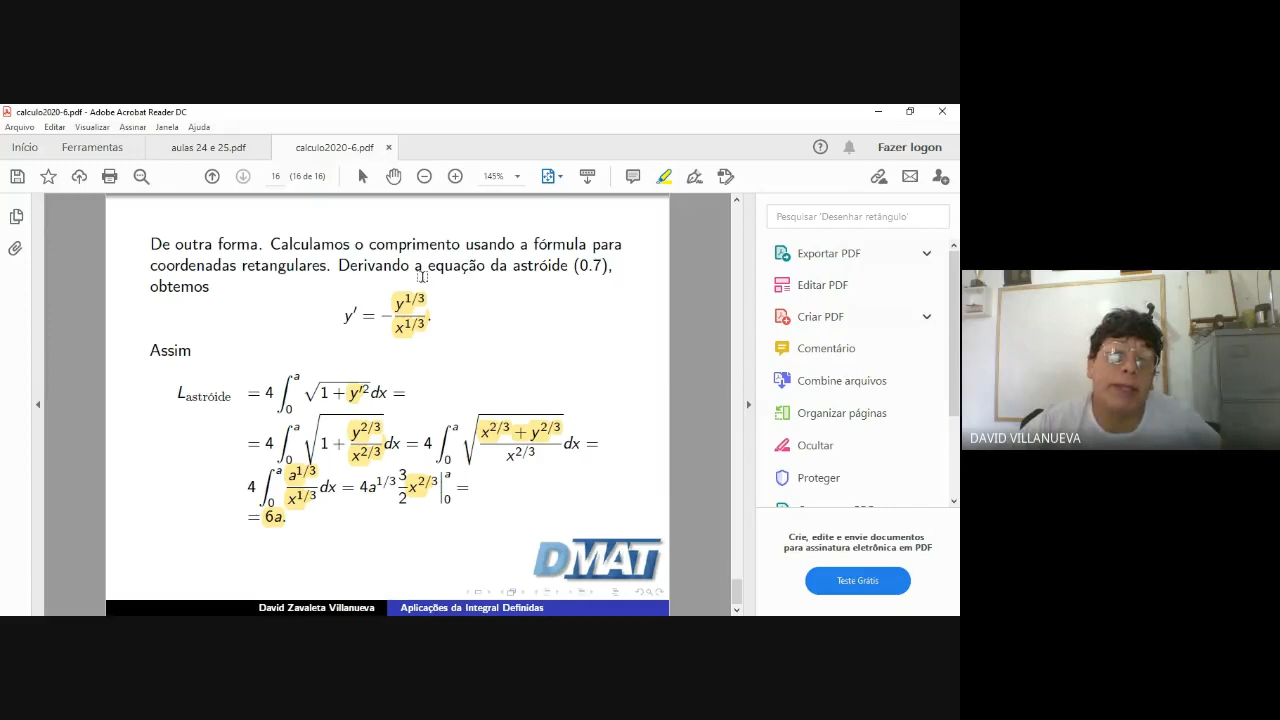 calculo2020-6.pdf - Adobe Acrobat Reader DC
Arquivo Editar Visualizar Assinar Janela Ajuda
Início Ferramentas aulas 24 e 25.pdf calculo2020-6.pdf × Fazer logon
16 (16 de 16) 145%
De outra forma. Calculamos o comprimento usando a fórmula para
coordenadas retangulares. Derivando a equação da astróide (0.7),
obtemos
y′ = − y^{1/3} / x^{1/3}.
Assim
L_{astróide} = 4 ∫_0^a √(1 + y′^2) dx =
= 4 ∫_0^a √(1 + y^{2/3} / x^{2/3}) dx = 4 ∫_0^a √((x^{2/3} + y^{2/3}) / x^{2/3}) dx =
4 ∫_0^a a^{1/3} / x^{1/3} dx = 4a^{1/3} 3/2 x^{2/3} |_0^a =
= 6a.
DMAT
David Zavaleta Villanueva Aplicações da Integral Definidas
Pesquisar 'Desenhar retângulo'
Exportar PDF
Editar PDF
Criar PDF
Comentário
Combine arquivos
Organizar páginas
Ocultar
Proteger
Crie, edite e envie documentos
para assinatura eletrônica em PDF
Teste Grátis
DAVID VILLANUEVA